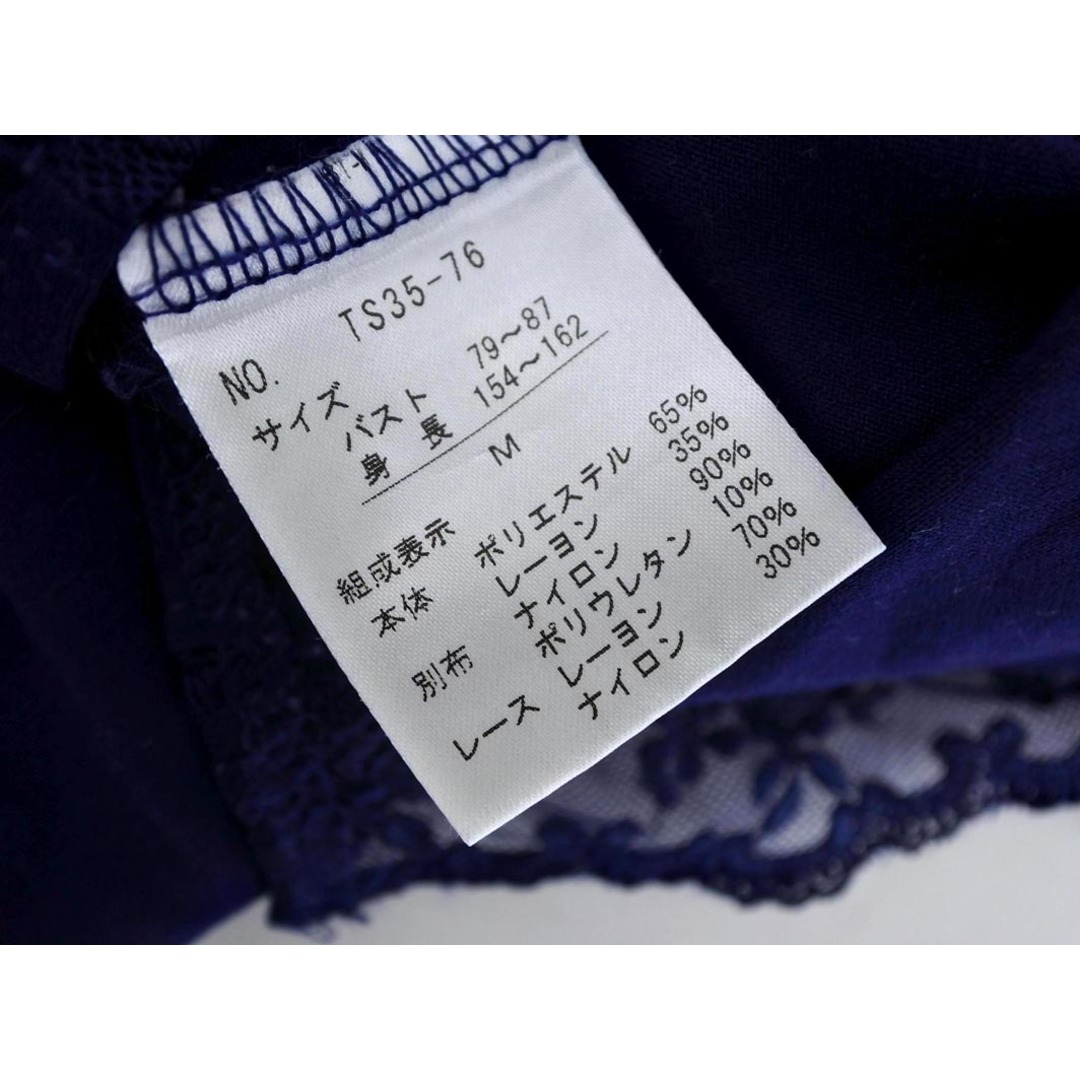 NO. TS35-76
サイズ
バスト 79〜87
身長 154〜162
M
組成表示
本体 ポリエステル 65%
レーヨン 35%
別布 ナイロン 90%
ポリウレタン 10%
レース レーヨン 70%
ナイロン 30%